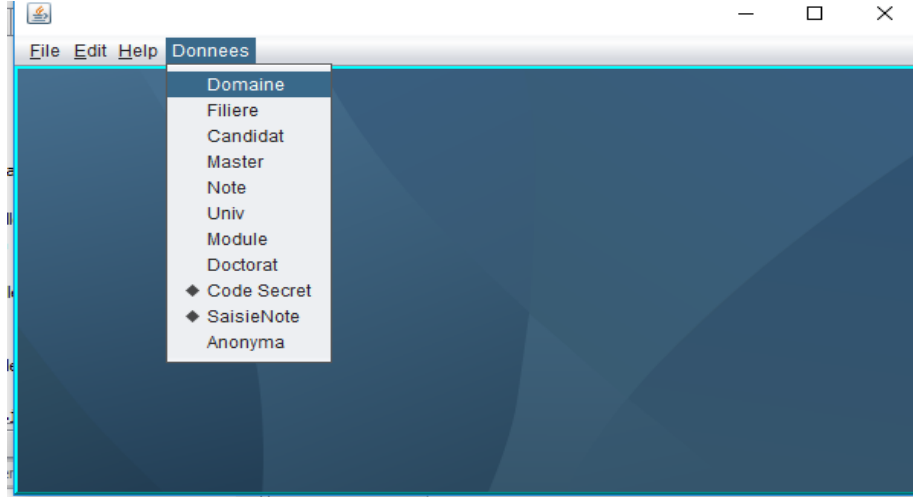 File Edit Help Donnees
Domaine
Filiere
Candidat
Master
Note
Univ
Module
Doctorat
Code Secret
SaisieNote
Anonyma